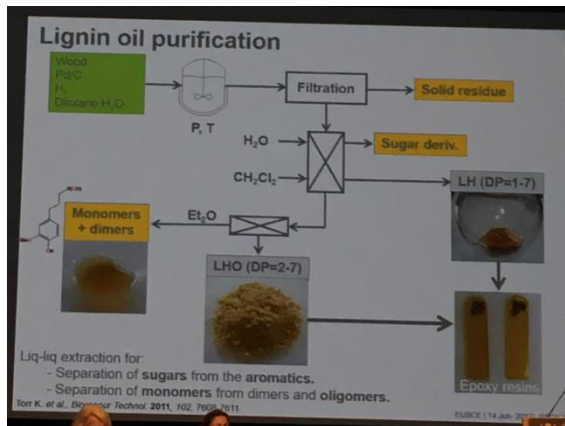 Lignin oil purification
Wood
Pd/C
H₂
Dioxane H₂O
P, T
Filtration
Solid residue
H₂O
Sugar deriv.
CH₂Cl₂
LH (DP=1-7)
Monomers
+ dimers
Et₂O
LHO (DP=2-7)
Epoxy resins
Liq-liq extraction for:
- Separation of sugars from the aromatics.
- Separation of monomers from dimers and oligomers.
Torr K. et al., Bioresour Technol. 2011, 102, 7608-7611.
EUBCE | 14 Jun